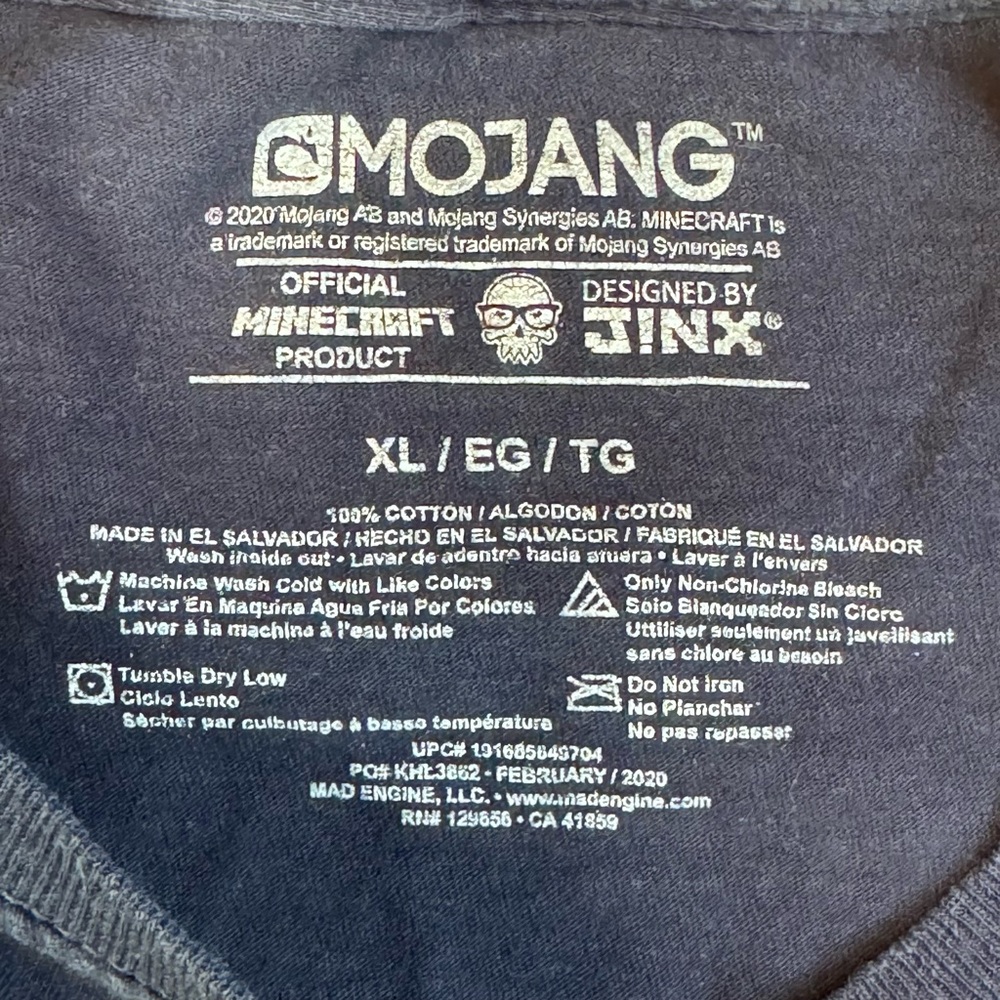 MOJANG™
© 2020 Mojang AB and Mojang Synergies AB. MINECRAFT is
a trademark or registered trademark of Mojang Synergies AB
OFFICIAL
MINECRAFT
PRODUCT
DESIGNED BY
J!NX®
XL / EG / TG
100% COTTON / ALGODON / COTON
MADE IN EL SALVADOR / HECHO EN EL SALVADOR / FABRIQUÉ EN EL SALVADOR
Wash inside out • Lavar de adentro hacia afuera • Laver à l'envers
Machine Wash Cold with Like Colors
Lavar En Maquina Agua Fria Por Colores
Laver à la machine à l'eau froide
Only Non-Chlorine Bleach
Solo Blanqueador Sin Cloro
Uttiliser seulement un javellisant
sans chlore au besoin
Tumble Dry Low
Ciclo Lento
Sécher par culbutage à basso température
Do Not Iron
No Planchar
Ne pas repasser
UPC#
PO# KHL3862 • FEBRUARY / 2020
MAD ENGINE, LLC. • www.madengine.com
RN# 129658 • CA 41859